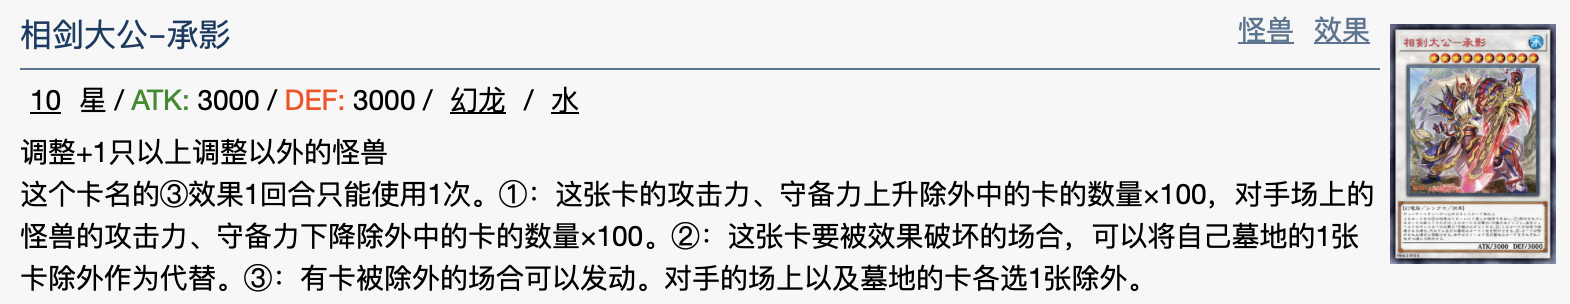 相剑大公-承影
怪兽 效果
10 星 / ATK: 3000 / DEF: 3000 / 幻龙 / 水
调整+1只以上调整以外的怪兽
这个卡名的③效果1回合只能使用1次。①：这张卡的攻击力、守备力上升除外中的卡的数量×100，对手场上的
怪兽的攻击力、守备力下降除外中的卡的数量×100。②：这张卡要被效果破坏的场合，可以将自己墓地的1张
卡除外作为代替。③：有卡被除外的场合可以发动。对手的场上以及墓地的卡各选1张除外。
相剣大公－承影
水
ATK/3000 DEF/3000